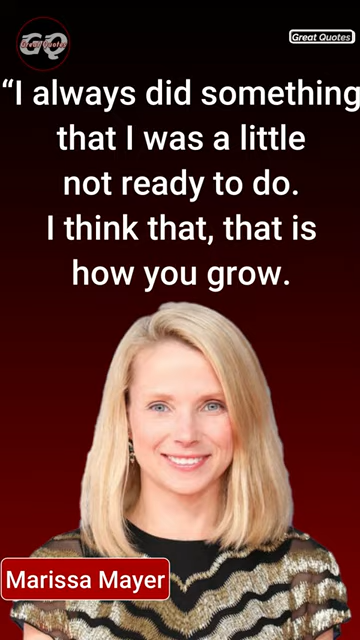 GQ
Great Quotes
Great Quotes
“I always did something
that I was a little
not ready to do.
I think that, that is
how you grow.
Marissa Mayer